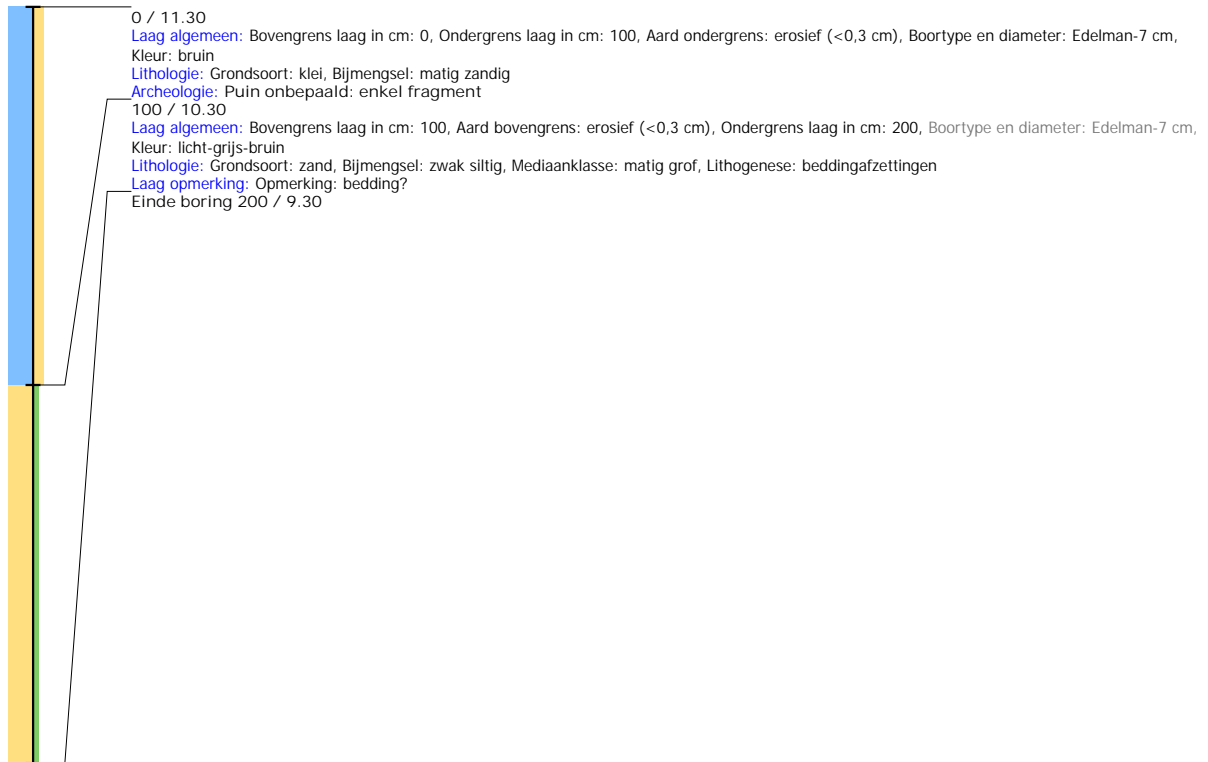 0 / 11.30
Laag algemeen: Bovengrens laag in cm: 0, Ondergrens laag in cm: 100, Aard ondergrens: erosief (<0,3 cm), Boortype en diameter: Edelman-7 cm,
Kleur: bruin
Lithologie: Grondsoort: klei, Bijmengsel: matig zandig
Archeologie: Puin onbepaald: enkel fragment
100 / 10.30
Laag algemeen: Bovengrens laag in cm: 100, Aard bovengrens: erosief (<0,3 cm), Ondergrens laag in cm: 200, Boortype en diameter: Edelman-7 cm,
Kleur: licht-grijs-bruin
Lithologie: Grondsoort: zand, Bijmengsel: zwak siltig, Mediaanklasse: matig grof, Lithogenese: beddingafzettingen
Laag opmerking: Opmerking: bedding?
Einde boring 200 / 9.30